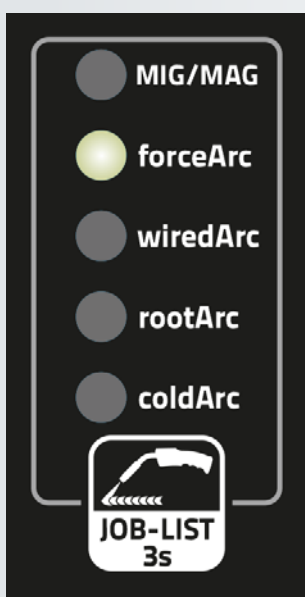 MIG/MAG
forceArc
wiredArc
rootArc
coldArc
JOB-LIST
3s